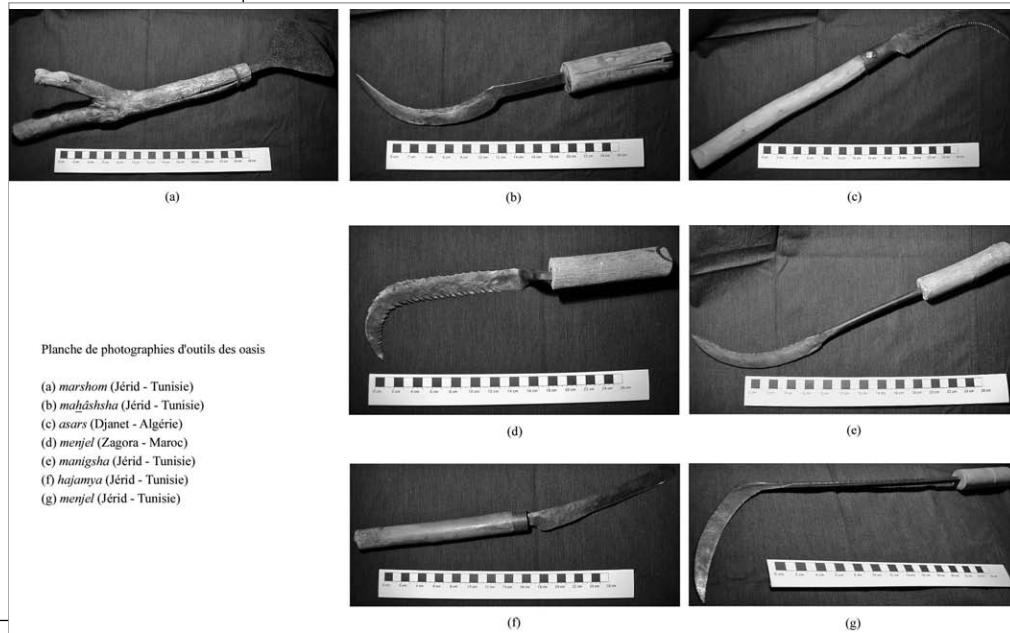 (a)
(b)
(c)
(d)
(e)
Planche de photographies d'outils des oasis
(a) marshom (Jérid - Tunisie)
(b) mahâshsha (Jérid - Tunisie)
(c) asars (Djanet - Algérie)
(d) menjel (Zagora - Maroc)
(e) manigsha (Jérid - Tunisie)
(f) hajamya (Jérid - Tunisie)
(g) menjel (Jérid - Tunisie)
(f)
(g)